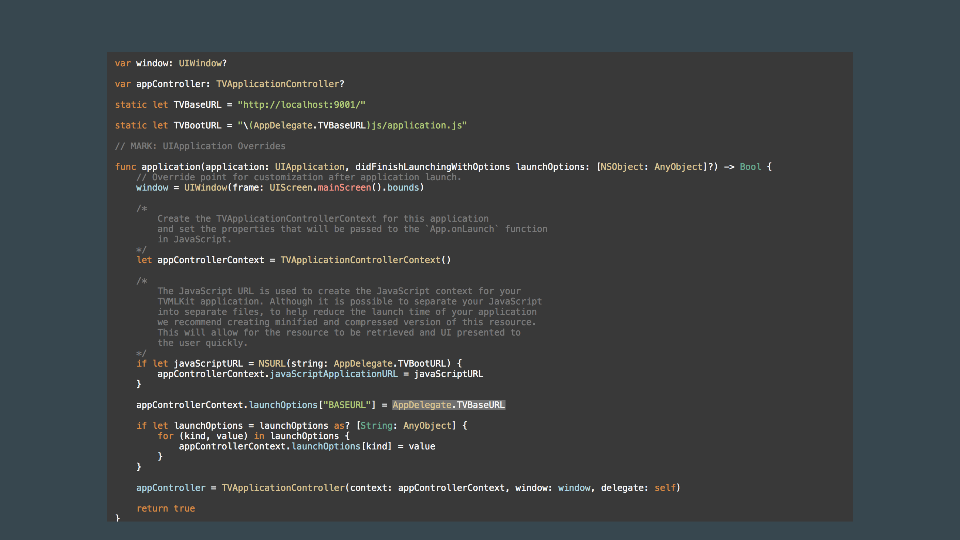 var window: UIWindow?
var appController: TVApplicationController?
static let TVBaseURL = "http://localhost:9001/"
static let TVBootURL = "\(AppDelegate.TVBaseURL)js/application.js"
// MARK: UIApplication Overrides
func application(application: UIApplication, didFinishLaunchingWithOptions launchOptions: [NSObject: AnyObject]?) -> Bool {
// Override point for customization after application launch.
window = UIWindow(frame: UIScreen.mainScreen().bounds)
/*
Create the TVApplicationControllerContext for this application
and set the properties that will be passed to the `App.onLaunch` function
in JavaScript.
*/
let appControllerContext = TVApplicationControllerContext()
/*
The JavaScript URL is used to create the JavaScript context for your
TVMLKit application. Although it is possible to separate your JavaScript
into separate files, to help reduce the launch time of your application
we recommend creating minified and compressed version of this resource.
This will allow for the resource to be retrieved and UI presented to
the user quickly.
*/
if let javaScriptURL = NSURL(string: AppDelegate.TVBootURL) {
appControllerContext.javaScriptApplicationURL = javaScriptURL
}
appControllerContext.launchOptions["BASEURL"] = AppDelegate.TVBaseURL
if let launchOptions = launchOptions as? [String: AnyObject] {
for (kind, value) in launchOptions {
appControllerContext.launchOptions[kind] = value
}
}
appController = TVApplicationController(context: appControllerContext, window: window, delegate: self)
return true
}